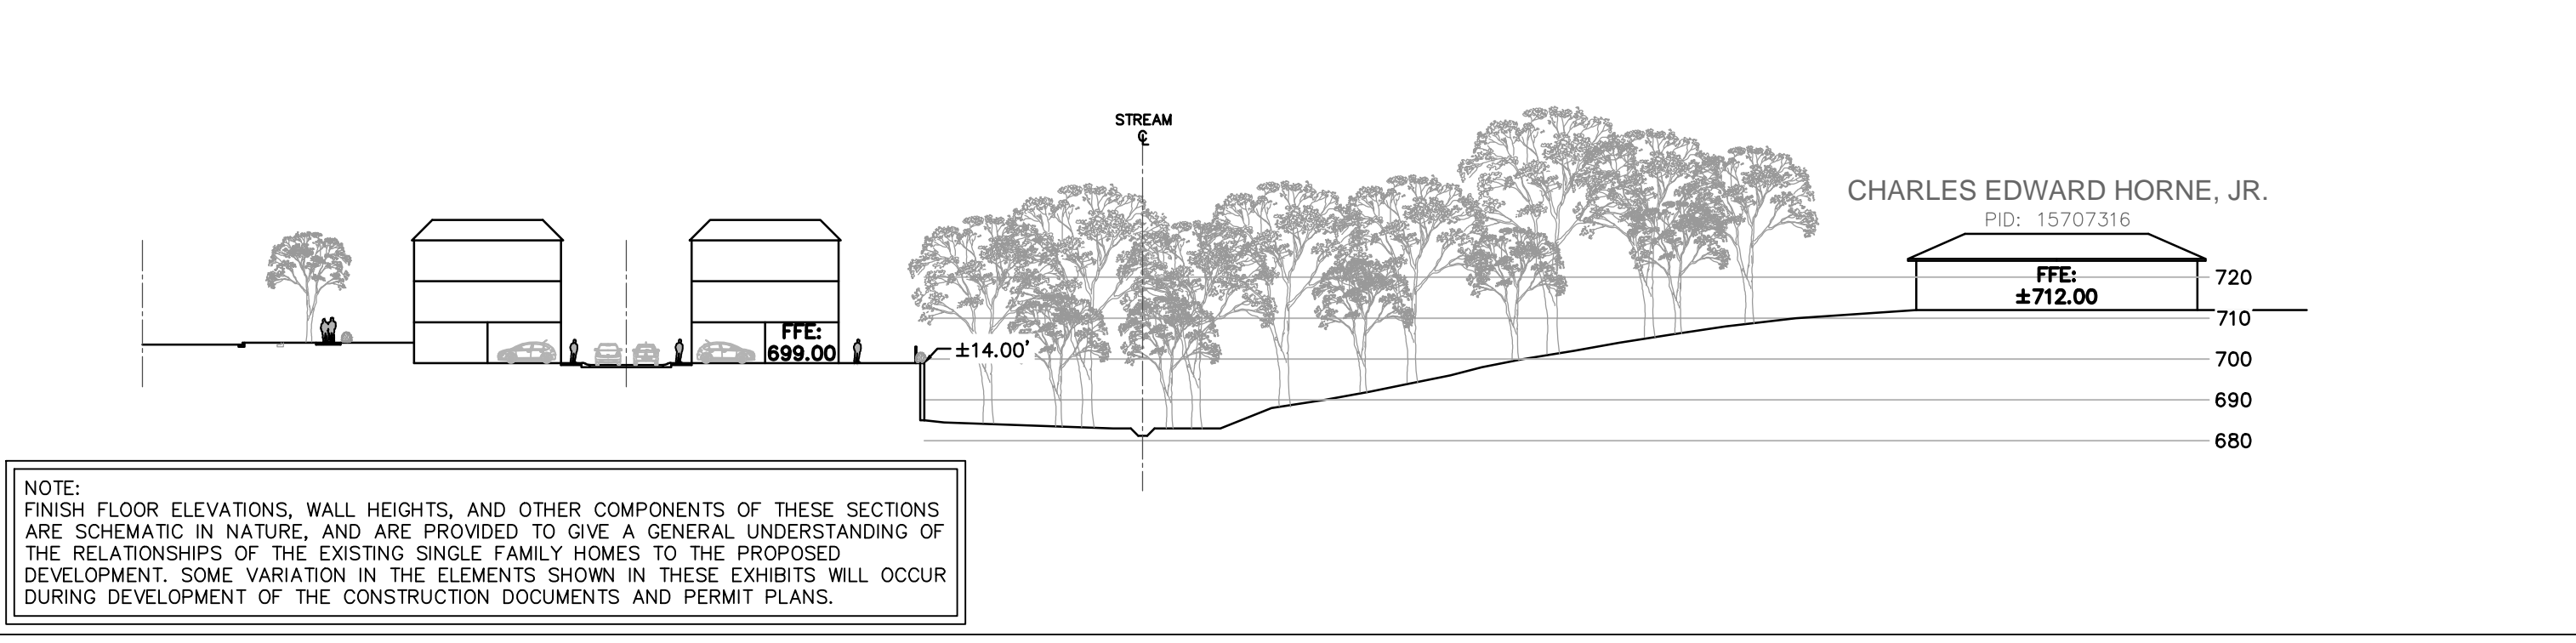 STREAM
℄
CHARLES EDWARD HORNE, JR.
PID: 15707316
FFE:
±712.00
720
710
700
690
680
FFE:
699.00
±14.00'
NOTE:
FINISH FLOOR ELEVATIONS, WALL HEIGHTS, AND OTHER COMPONENTS OF THESE SECTIONS
ARE SCHEMATIC IN NATURE, AND ARE PROVIDED TO GIVE A GENERAL UNDERSTANDING OF
THE RELATIONSHIPS OF THE EXISTING SINGLE FAMILY HOMES TO THE PROPOSED
DEVELOPMENT. SOME VARIATION IN THE ELEMENTS SHOWN IN THESE EXHIBITS WILL OCCUR
DURING DEVELOPMENT OF THE CONSTRUCTION DOCUMENTS AND PERMIT PLANS.